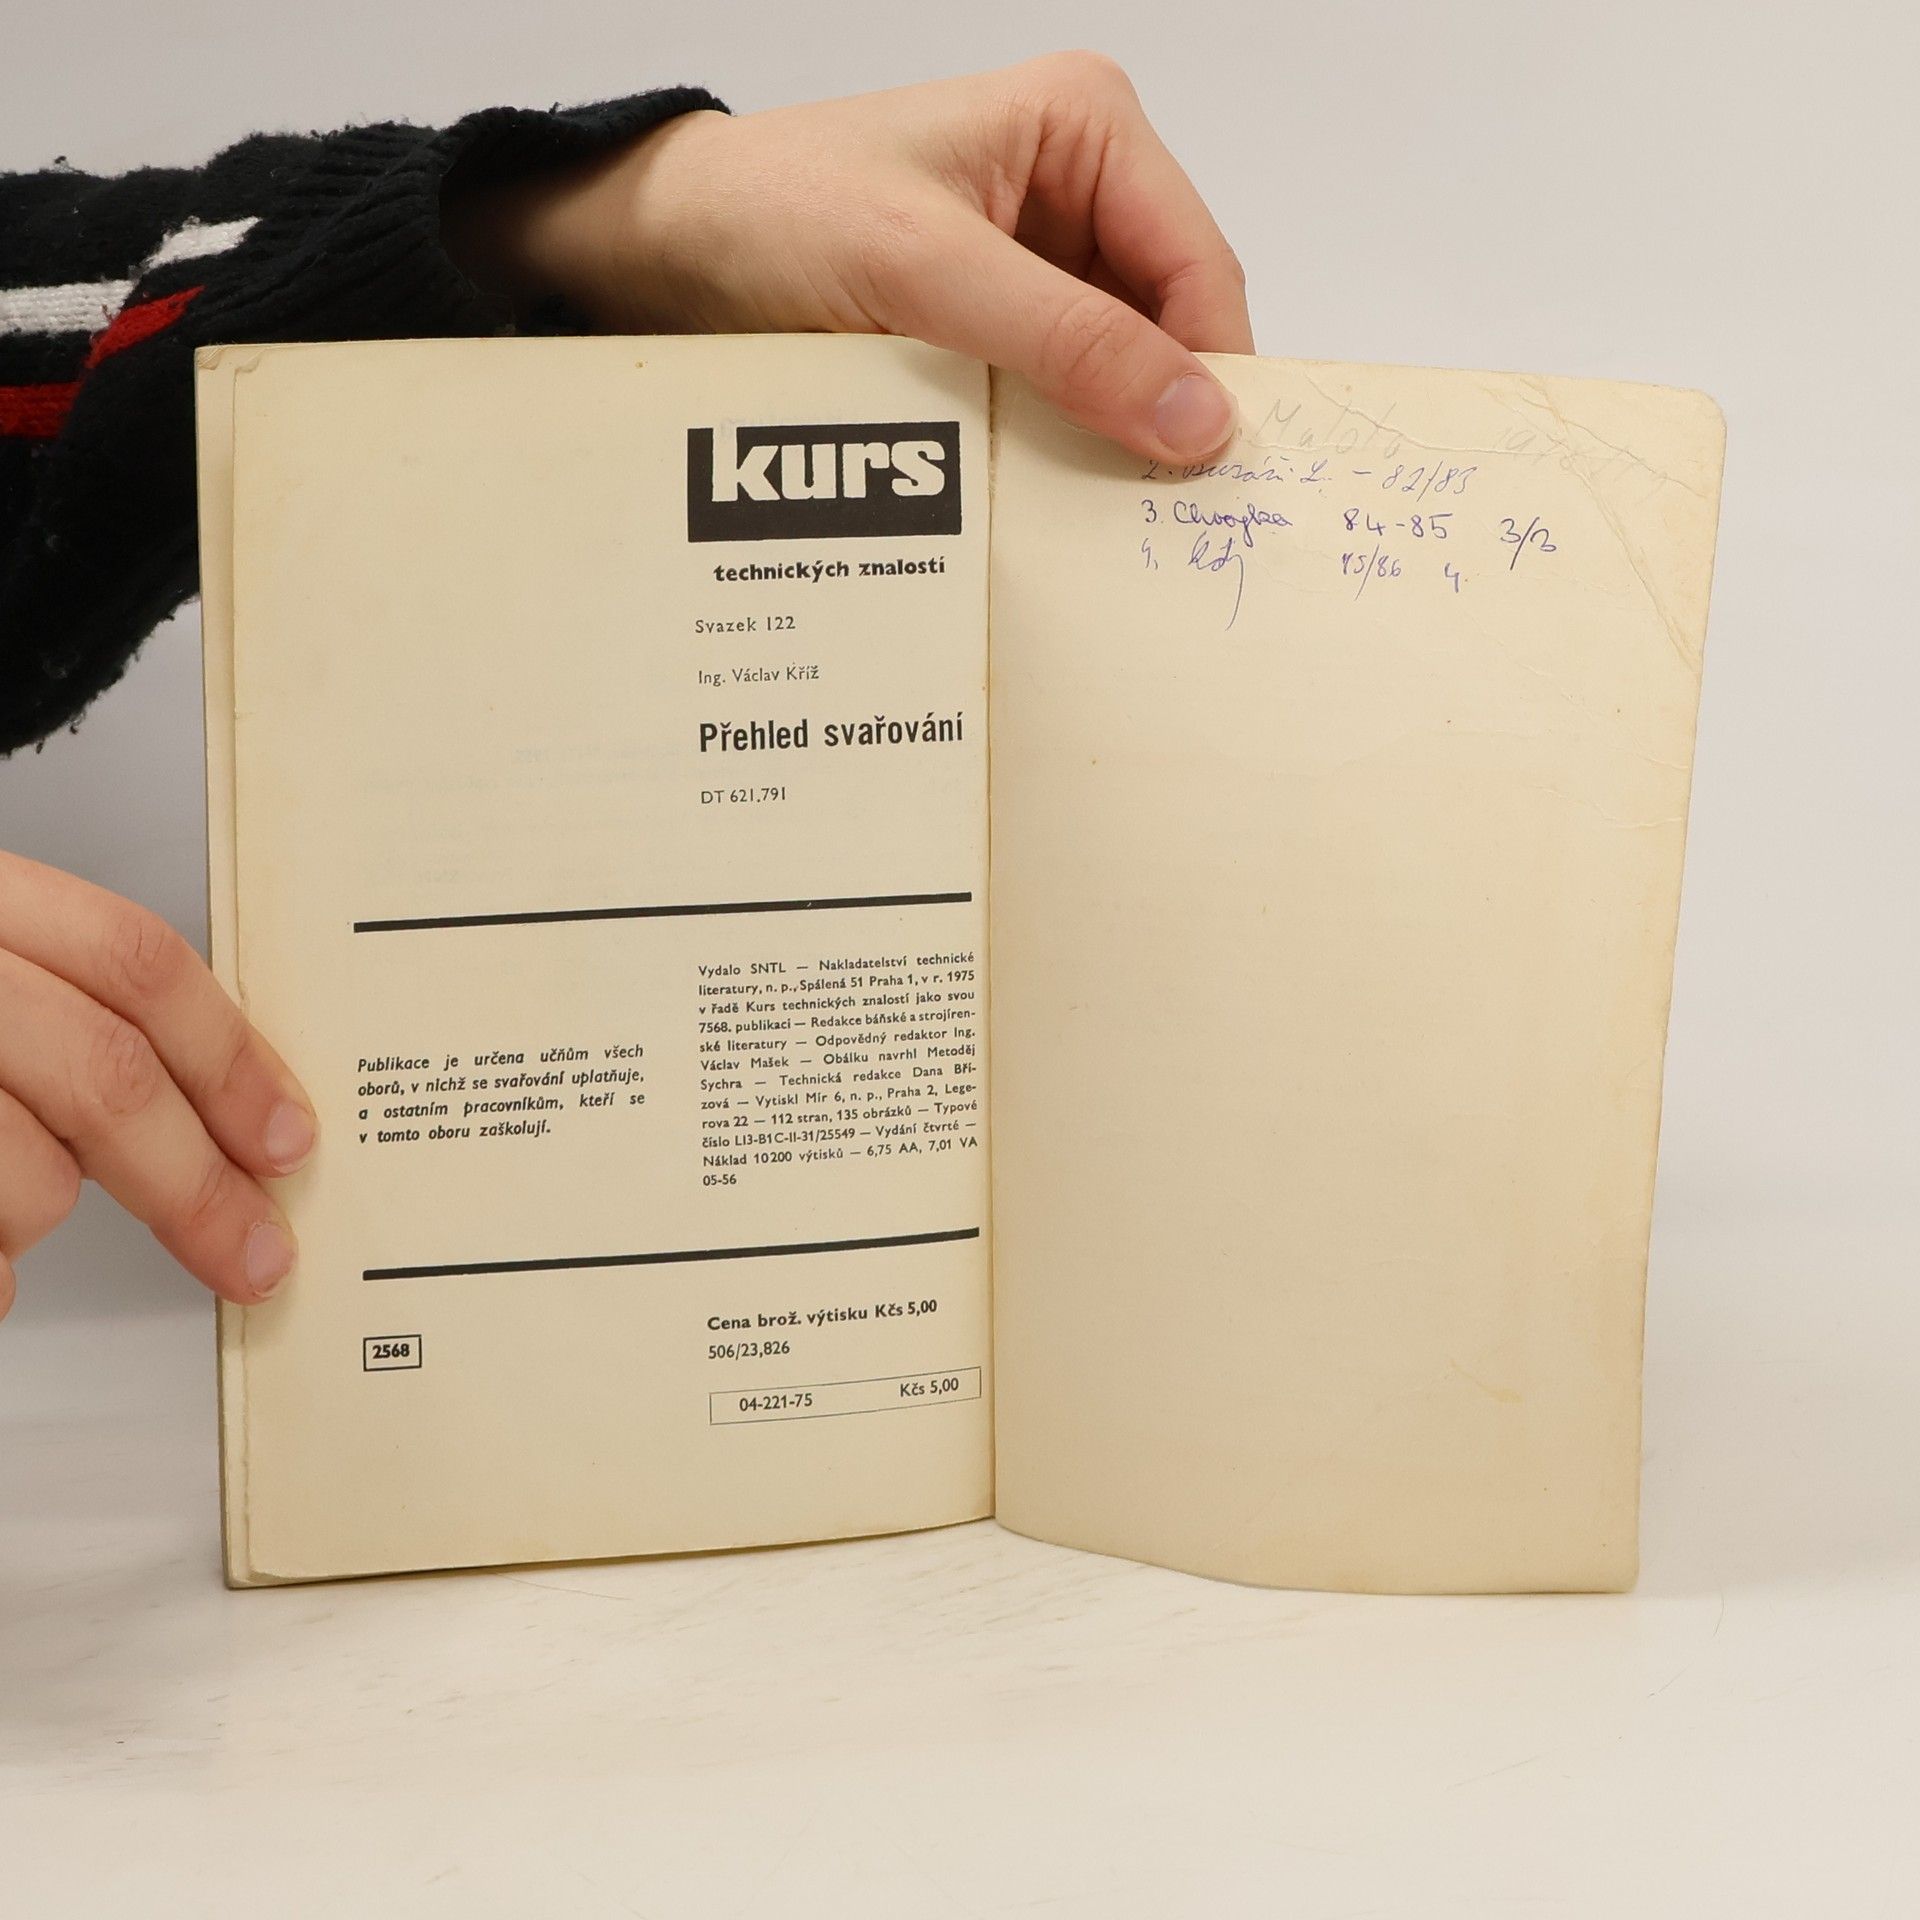 kurs
technických znalostí
Svazek 122
Ing. Václav Kříž
Přehled svařování
DT 621.791
Publikace je určena učňům všech
oborů, v nichž se svařování uplatňuje,
a ostatním pracovníkům, kteří se
v tomto oboru zaškolují.
Vydalo SNTL — Nakladatelství technické
literatury, n. p., Spálená 51 Praha 1, v r. 1975
v řadě Kurs technických znalostí jako svou
7568. publikaci — Redakce báňské a strojíren-
ské literatury — Odpovědný redaktor Ing.
Václav Mašek — Obálku navrhl Metoděj
Sychra — Technická redakce Dana Bří-
zová — Vytiskl Mír 6, n. p., Praha 2, Lege-
rova 22 — 112 stran, 135 obrázků — Typové
číslo L13-B1C-II-31/25549 — Vydání čtvrté —
Náklad 10200 výtisků — 6,75 AA, 7,01 VA
05-56
2568
Cena brož. výtisku Kčs 5,00
506/23,826
04-221-75 Kčs 5,00
2. L. — 82/83
3. 84-85 3/3
4. 4.